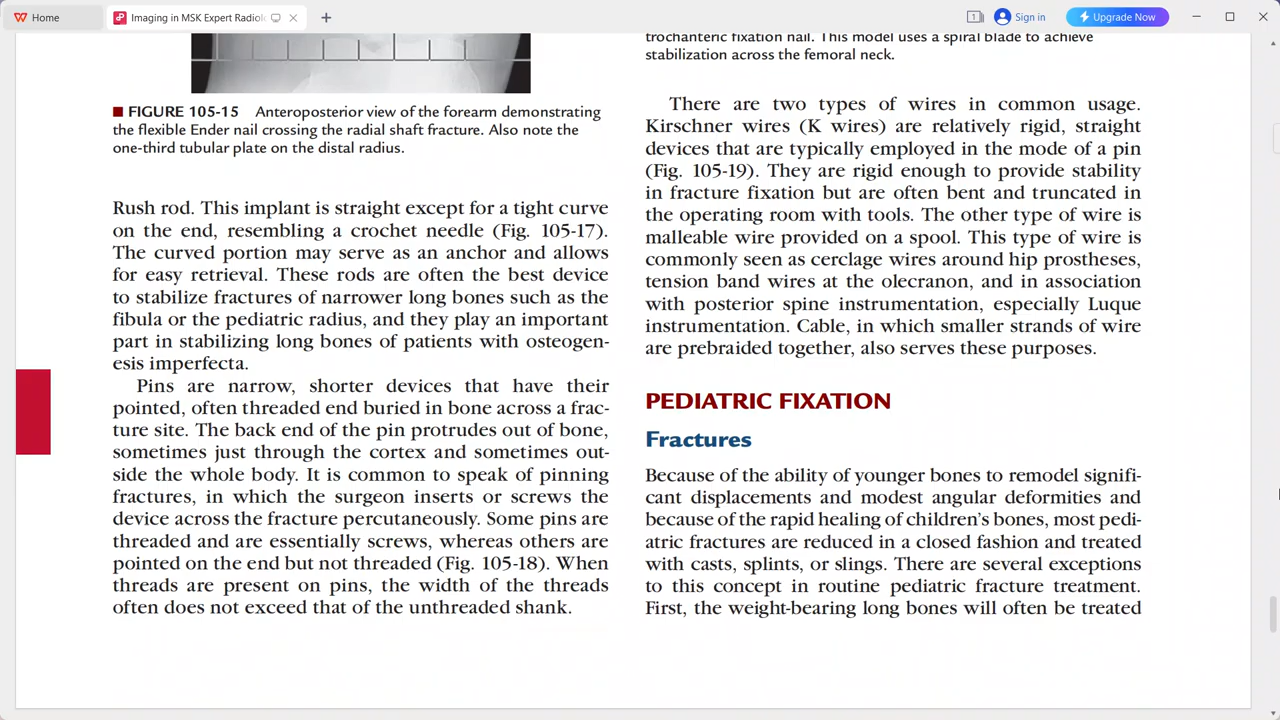 Home
Imaging in MSK Expert Radiol
1
Sign in
Upgrade Now
FIGURE 105-15 Anteroposterior view of the forearm demonstrating
the flexible Ender nail crossing the radial shaft fracture. Also note the
one-third tubular plate on the distal radius.
Rush rod. This implant is straight except for a tight curve
on the end, resembling a crochet needle (Fig. 105-17).
The curved portion may serve as an anchor and allows
for easy retrieval. These rods are often the best device
to stabilize fractures of narrower long bones such as the
fibula or the pediatric radius, and they play an important
part in stabilizing long bones of patients with osteogen-
esis imperfecta.
Pins are narrow, shorter devices that have their
pointed, often threaded end buried in bone across a frac-
ture site. The back end of the pin protrudes out of bone,
sometimes just through the cortex and sometimes out-
side the whole body. It is common to speak of pinning
fractures, in which the surgeon inserts or screws the
device across the fracture percutaneously. Some pins are
threaded and are essentially screws, whereas others are
pointed on the end but not threaded (Fig. 105-18). When
threads are present on pins, the width of the threads
often does not exceed that of the unthreaded shank.
trochanteric fixation nail. This model uses a spiral blade to achieve
stabilization across the femoral neck.
There are two types of wires in common usage.
Kirschner wires (K wires) are relatively rigid, straight
devices that are typically employed in the mode of a pin
(Fig. 105-19). They are rigid enough to provide stability
in fracture fixation but are often bent and truncated in
the operating room with tools. The other type of wire is
malleable wire provided on a spool. This type of wire is
commonly seen as cerclage wires around hip prostheses,
tension band wires at the olecranon, and in association
with posterior spine instrumentation, especially Luque
instrumentation. Cable, in which smaller strands of wire
are prebraided together, also serves these purposes.
PEDIATRIC FIXATION
Fractures
Because of the ability of younger bones to remodel signifi-
cant displacements and modest angular deformities and
because of the rapid healing of children's bones, most pedi-
atric fractures are reduced in a closed fashion and treated
with casts, splints, or slings. There are several exceptions
to this concept in routine pediatric fracture treatment.
First, the weight-bearing long bones will often be treated